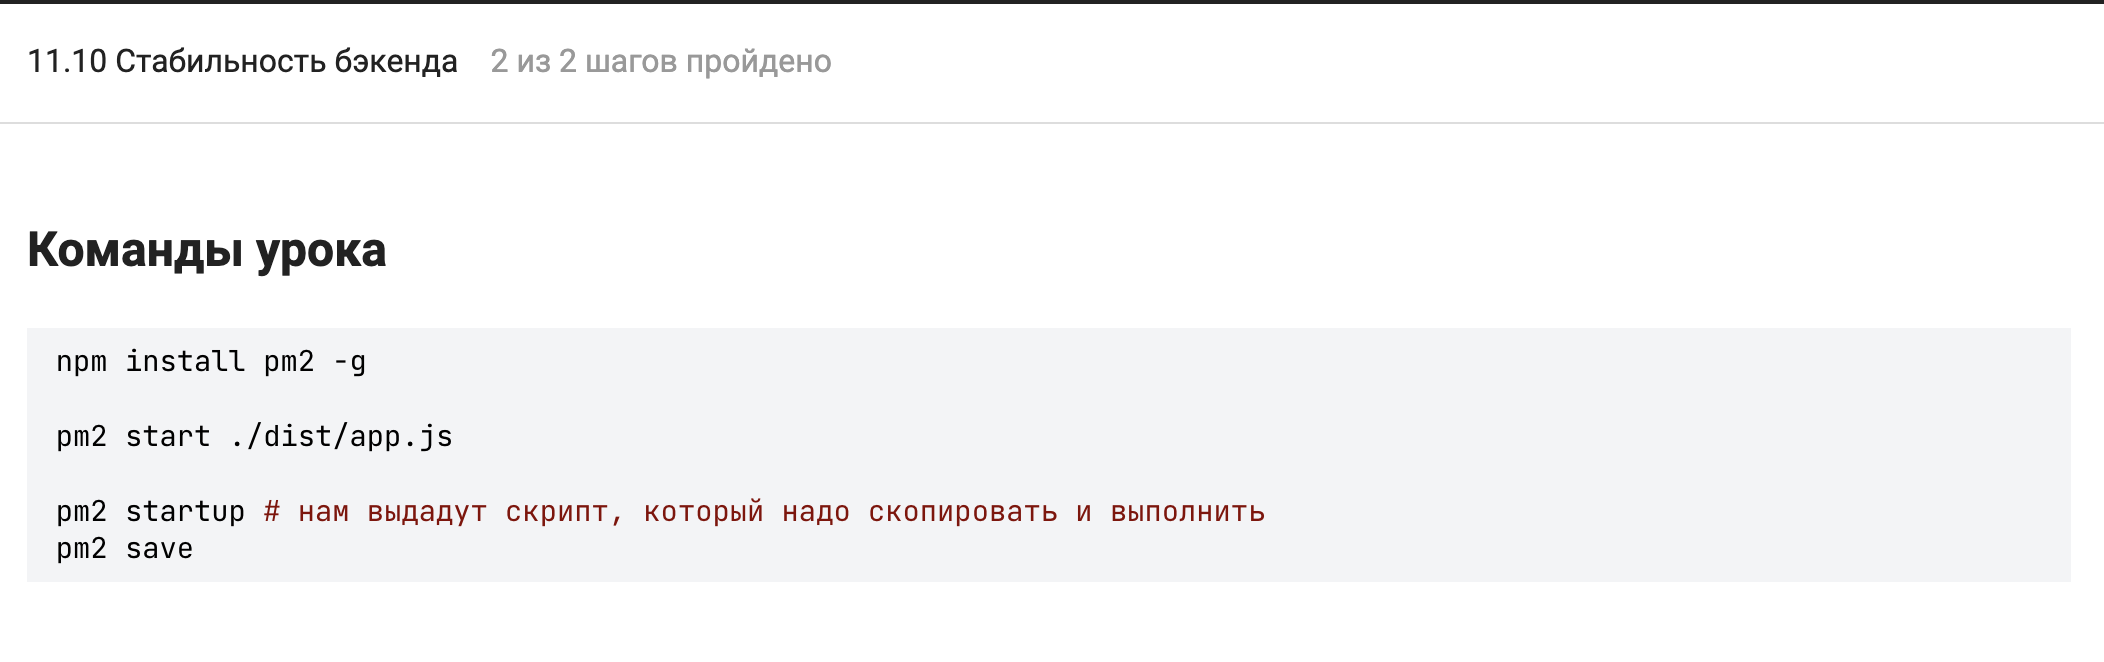 11.10 Стабильность бэкенда 2 из 2 шагов пройдено
Команды урока
npm install pm2 -g
pm2 start ./dist/app.js
pm2 startup # нам выдадут скрипт, который надо скопировать и выполнить
pm2 save